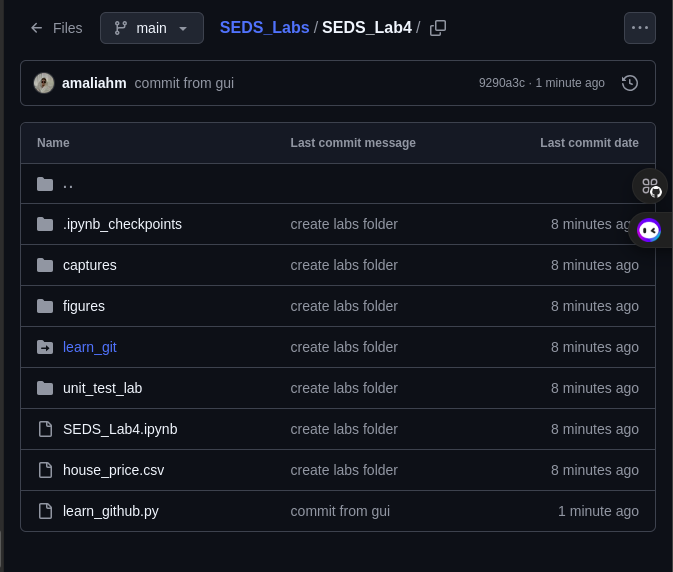 Files main SEDS_Labs / SEDS_Lab4 /
amaliahm commit from gui 9290a3c · 1 minute ago
Name Last commit message Last commit date
..
.ipynb_checkpoints create labs folder 8 minutes ago
captures create labs folder 8 minutes ago
figures create labs folder 8 minutes ago
learn_git create labs folder 8 minutes ago
unit_test_lab create labs folder 8 minutes ago
SEDS_Lab4.ipynb create labs folder 8 minutes ago
house_price.csv create labs folder 8 minutes ago
learn_github.py commit from gui 1 minute ago